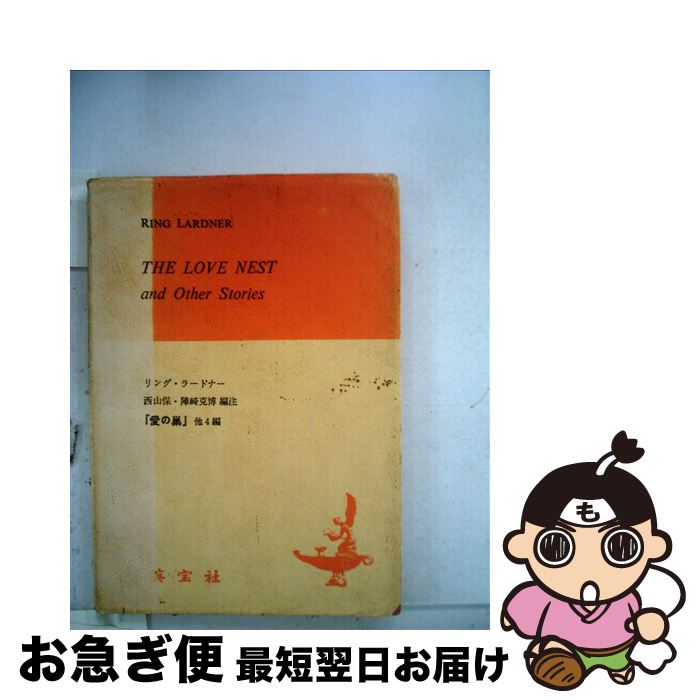 RING LARDNER
THE LOVE NEST
and Other Stories
リング・ラードナー
西山保・陣崎克博 編注
『愛の巣』 他4編
英宝社
も
お急ぎ便 最短翌日お届け